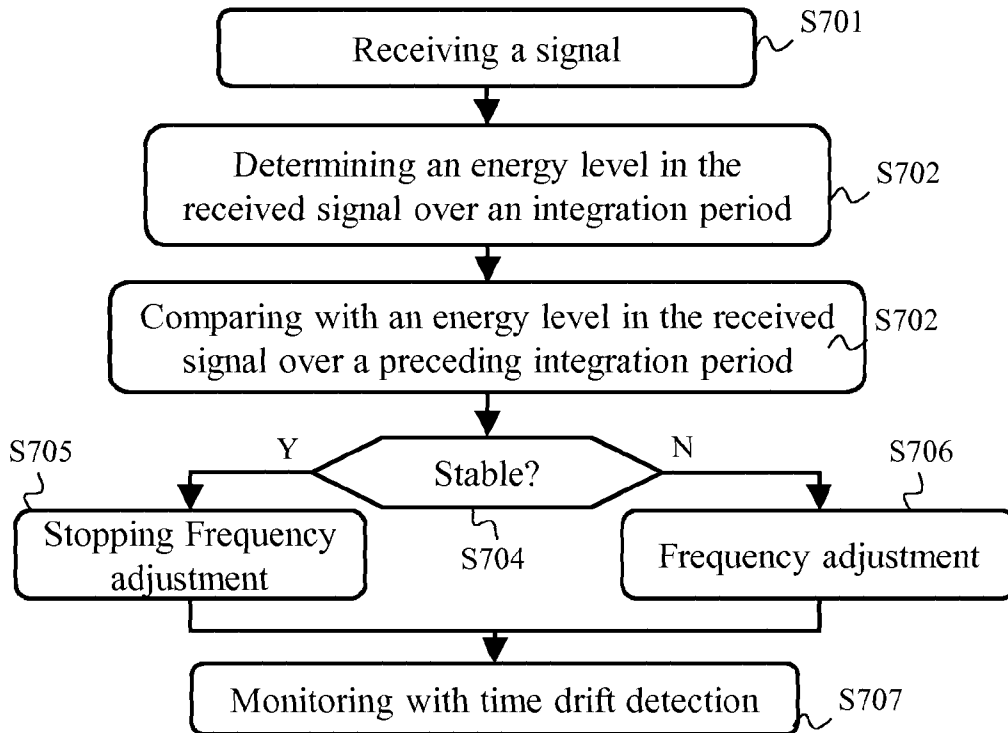 S701
Receiving a signal
Determining an energy level in the
received signal over an integration period
S702
Comparing with an energy level in the received
signal over a preceding integration period
S702
Y
Stable?
N
S704
S705
Stopping Frequency
adjustment
S706
Frequency adjustment
Monitoring with time drift detection
S707